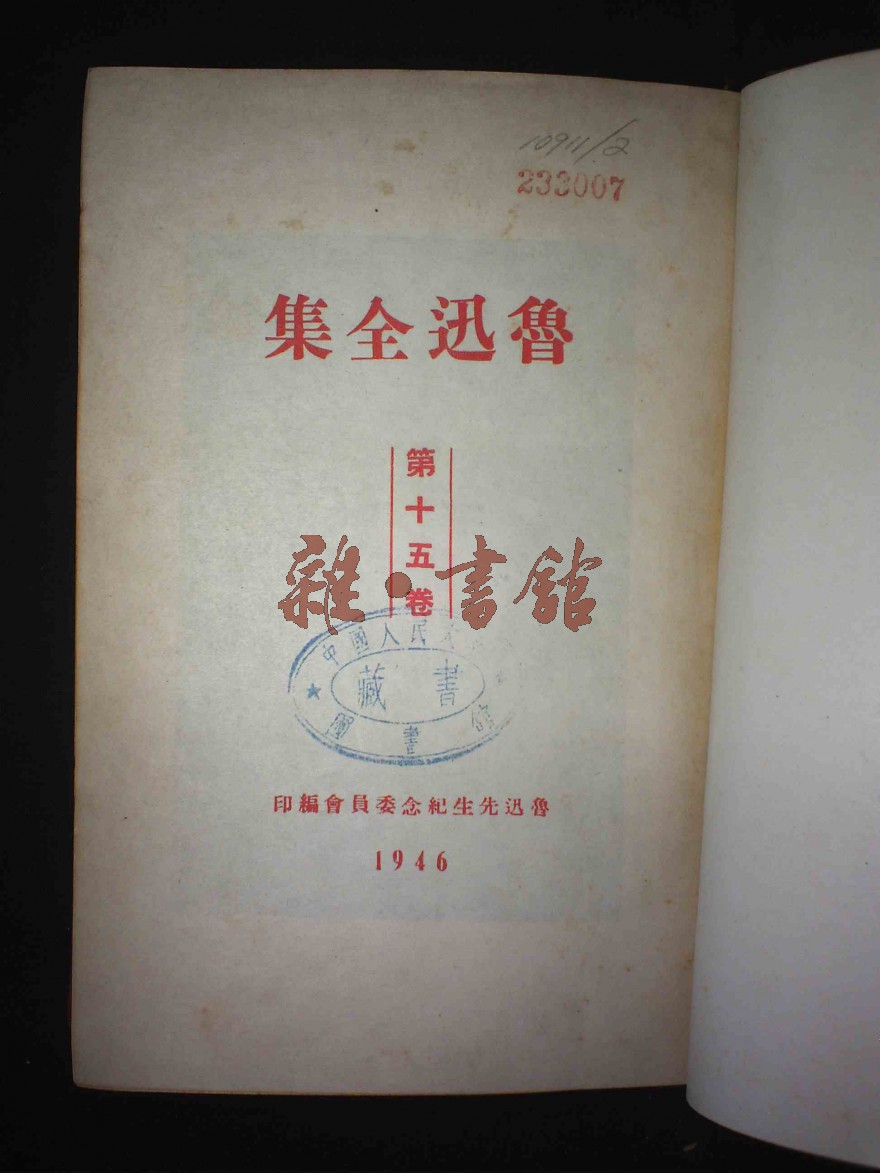 10911/2
233007
魯迅全集
第十五卷
雜·書館
中國人民
藏書
圖書館
魯迅先生紀念委員會編印
1946